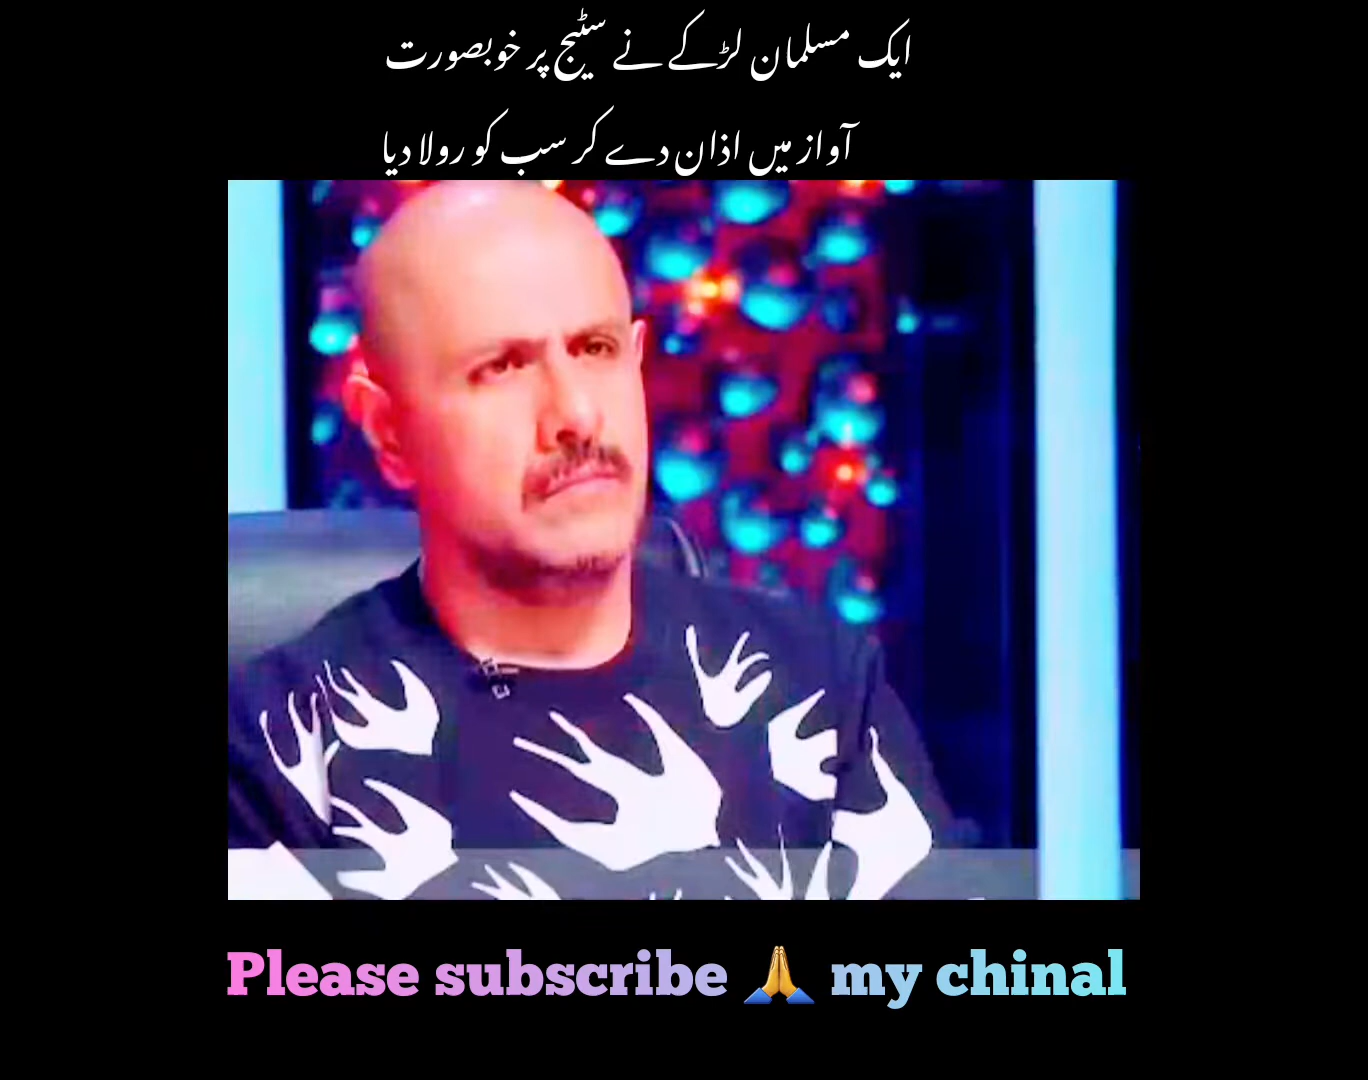 ایک مسلمان لڑکے نے سٹیج پر خوبصورت
آواز میں اذان دے کر سب کو رولا دیا
Please subscribe 🙏 my chinal